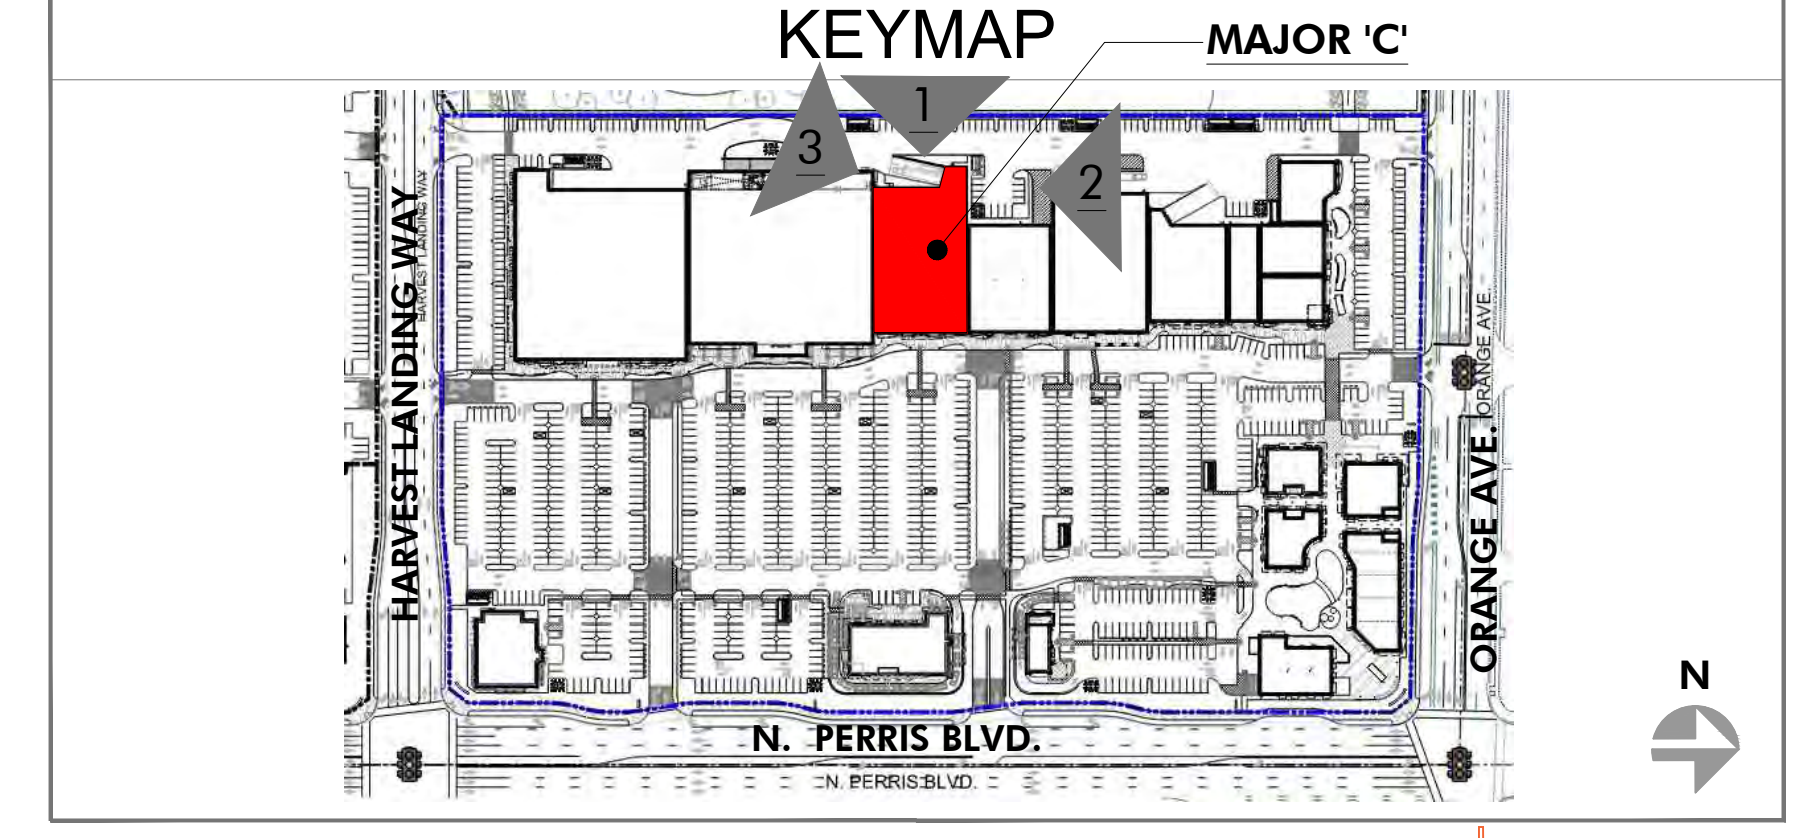 KEYMAP
MAJOR 'C'
1
3
2
HARVEST LANDING WAY
HARVEST LANDING WAY
ORANGE AVE.
ORANGE AVE.
N
N. PERRIS BLVD.
N. PERRIS BLVD.